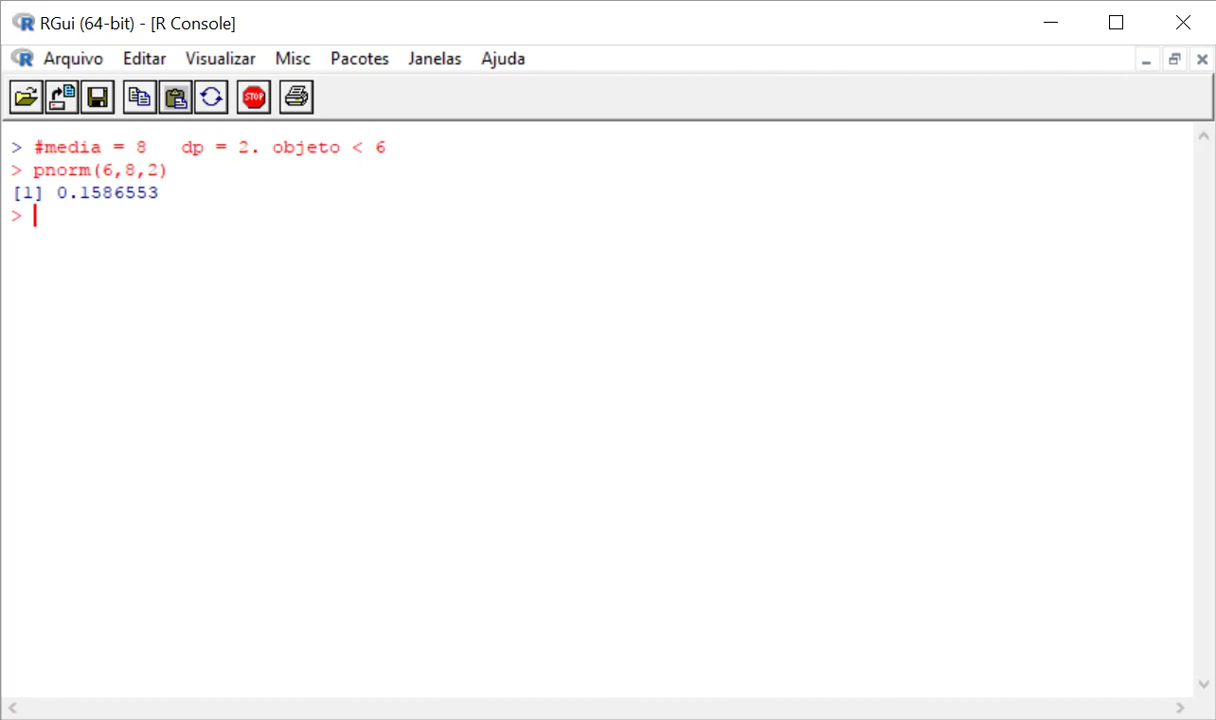 RGui (64-bit) - [R Console]
Arquivo Editar Visualizar Misc Pacotes Janelas Ajuda
STOP
> #media = 8   dp = 2. objeto < 6
> pnorm(6,8,2)
[1] 0.1586553
>